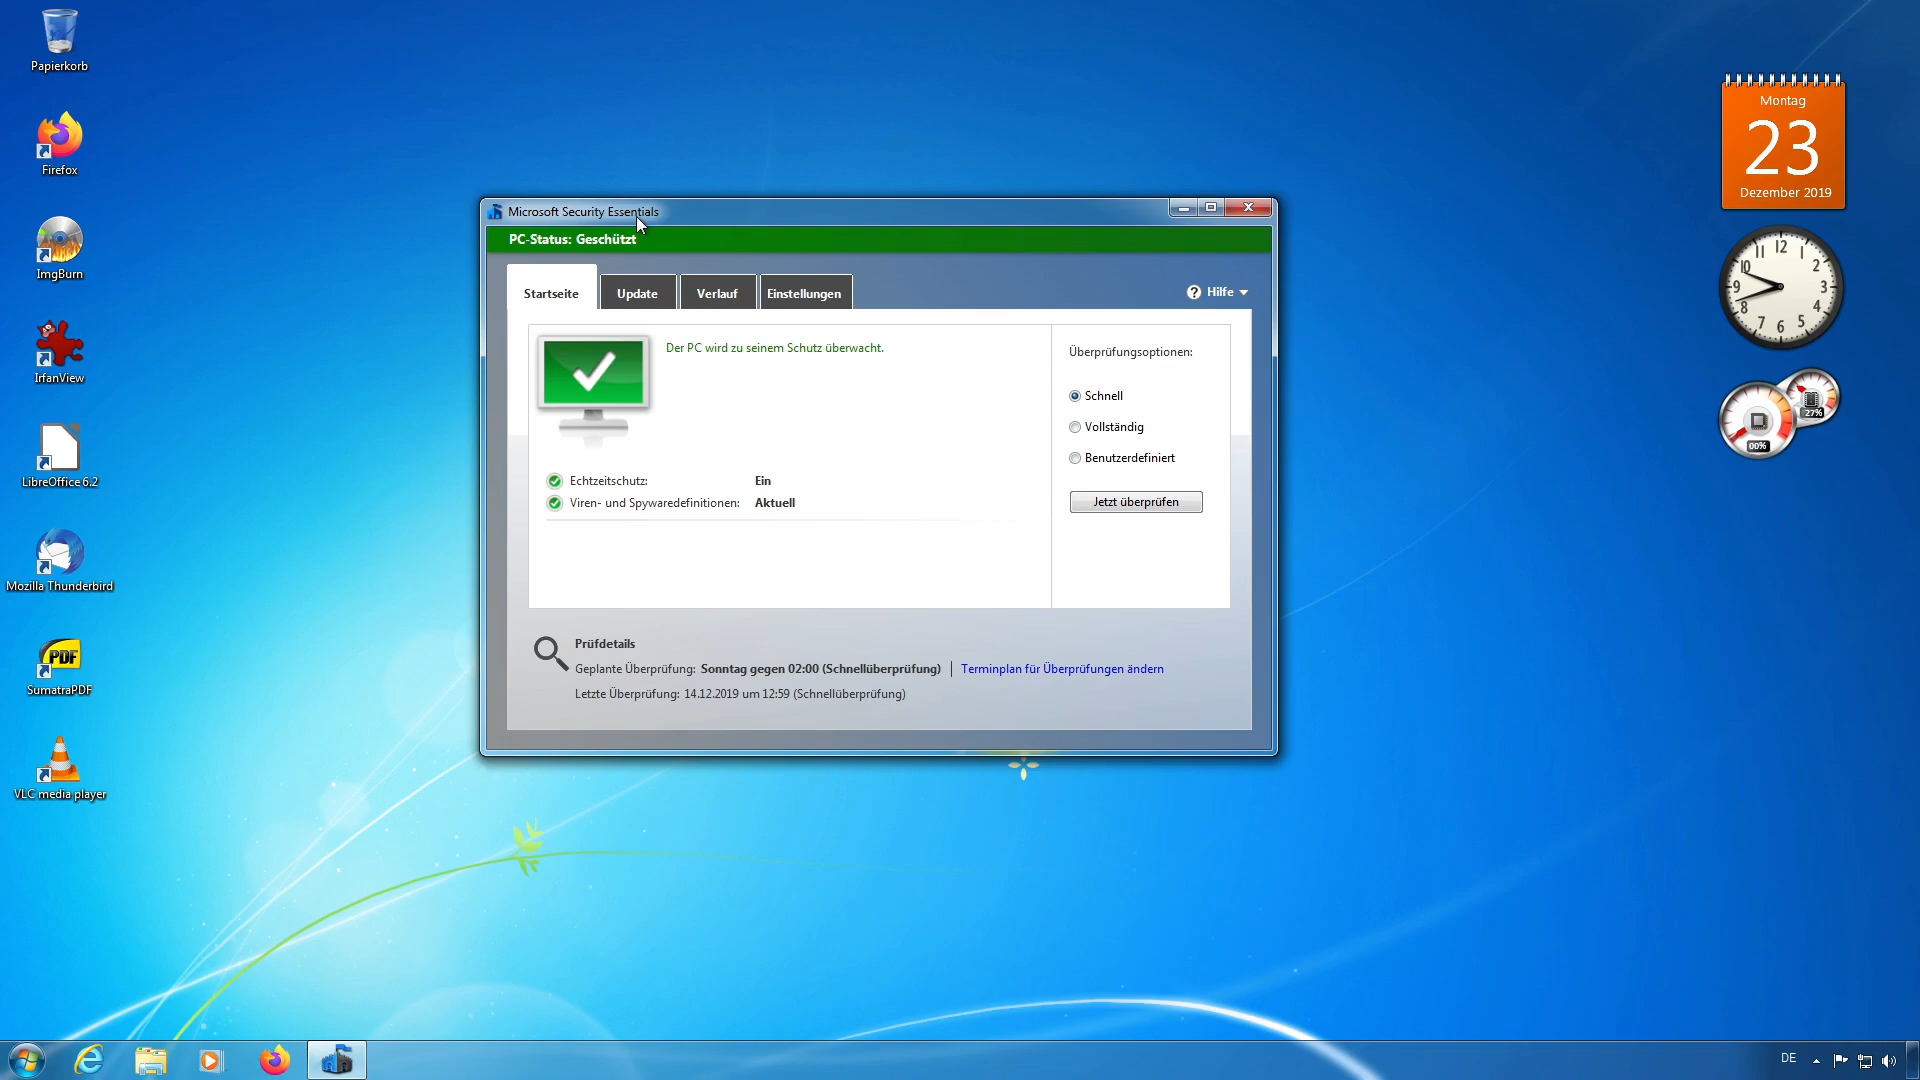 Papierkorb
Firefox
ImgBurn
IrfanView
LibreOffice 6.2
Mozilla Thunderbird
PDF
SumatraPDF
VLC media player
Microsoft Security Essentials
PC-Status: Geschützt
Startseite
Update
Verlauf
Einstellungen
Hilfe
Der PC wird zu seinem Schutz überwacht.
Echtzeitschutz: Ein
Viren- und Spywaredefinitionen: Aktuell
Überprüfungsoptionen:
Schnell
Vollständig
Benutzerdefiniert
Jetzt überprüfen
Prüfdetails
Geplante Überprüfung: Sonntag gegen 02:00 (Schnellüberprüfung) Terminplan für Überprüfungen ändern
Letzte Überprüfung: 14.12.2019 um 12:59 (Schnellüberprüfung)
Montag
23
Dezember 2019
12
1
2
3
4
5
6
7
8
9
10
11
27%
00%
DE